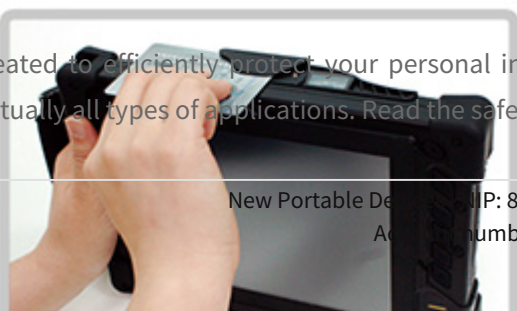 eated to efficiently protect your personal in
tually all types of applications. Read the safe
New Portable De IP: 8
numb